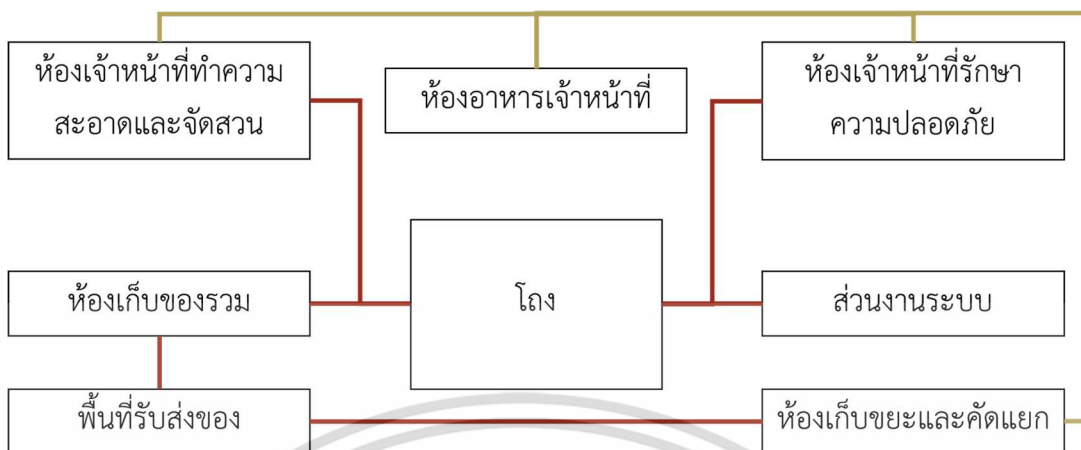 ห้องเจ้าหน้าที่ทำความ
สะอาดและจัดสวน
ห้องอาหารเจ้าหน้าที่
ห้องเจ้าหน้าที่รักษา
ความปลอดภัย
ห้องเก็บของรวม
โถง
ส่วนงานระบบ
พื้นที่รับส่งของ
ห้องเก็บขยะและคัดแยก